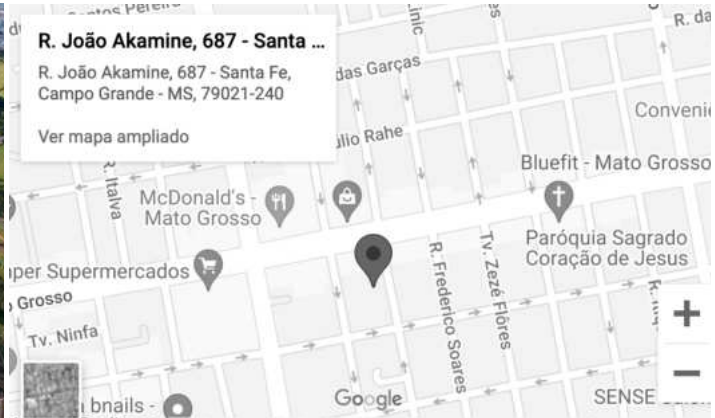 R. João Akamine, 687 - Santa ...
R. João Akamine, 687 - Santa Fe,
Campo Grande - MS, 79021-240
Ver mapa ampliado
R. da
das Garças
Convenie
R. Italva
McDonald's -
Mato Grosso
Bluefit - Mato Grosso
Paróquia Sagrado
Coração de Jesus
per Supermercados
Grosso
R. Frederico Soares
Tv. Zezé Flôres
Tv. Ninfa
bnails -
Google
SENSE
+
−